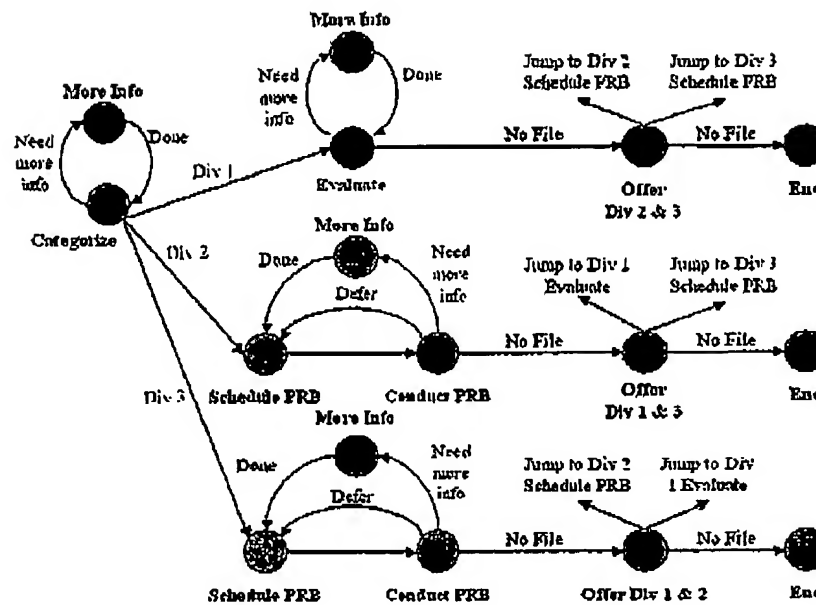 More Info
Need
more
info
Done
Categorize
Div 1
Div 2
Div 3
More Info
Need
more
info
Done
Evaluate
No File
Jump to Div 2
Schedule PRB
Jump to Div 3
Schedule PRB
Offer
Div 2 & 3
No File
End
More Info
Done
Need
more
info
Defer
Schedule PRB
Conduct PRB
No File
Jump to Div 1
Evaluate
Jump to Div 3
Schedule PRB
Offer
Div 1 & 3
No File
End
More Info
Done
Need
more
info
Defer
Schedule PRB
Conduct PRB
No File
Jump to Div 2
Schedule PRB
Jump to Div
1 Evaluate
Offer Div 1 & 2
No File
End